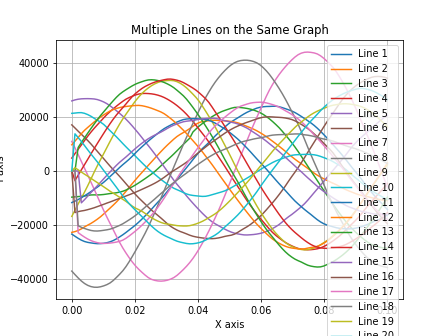 Multiple Lines on the Same Graph
40000
20000
0
−20000
−40000
0.00
0.02
0.04
0.06
X axis
Line 1
Line 2
Line 3
Line 4
Line 5
Line 6
Line 7
Line 8
Line 9
Line 10
Line 11
Line 12
Line 13
Line 14
Line 15
Line 16
Line 17
Line 18
Line 19